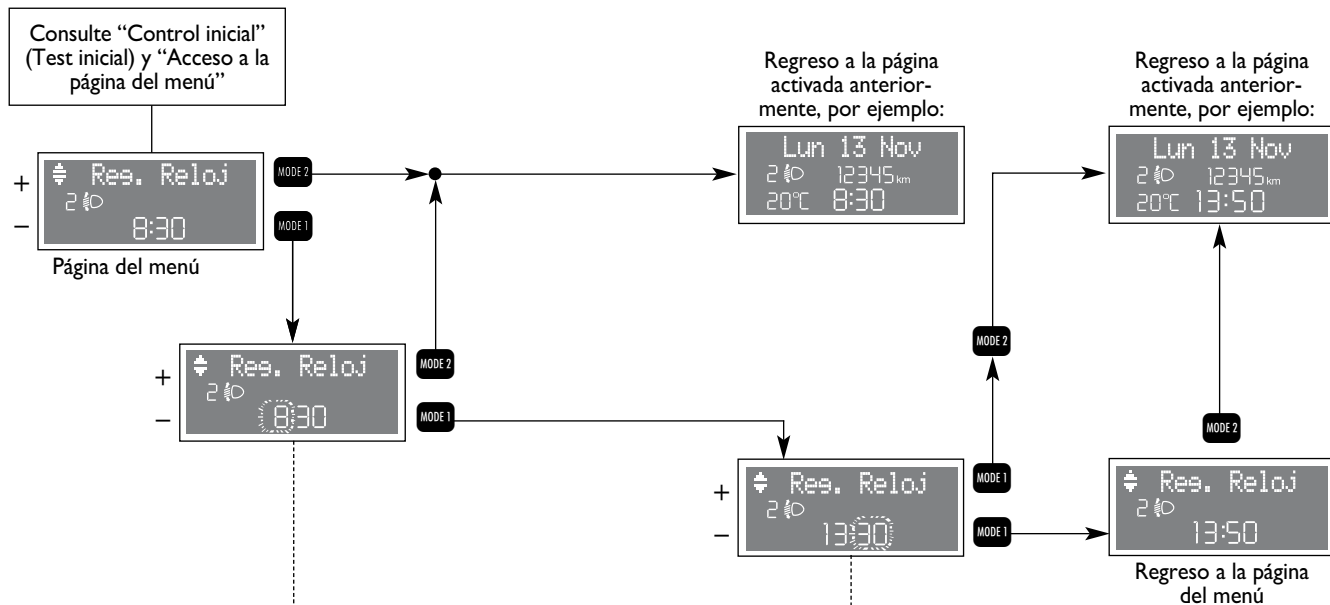 Consulte “Control inicial”
(Test inicial) y “Acceso a la
página del menú”
Regreso a la página
activada anterior-
mente, por ejemplo:
Regreso a la página
activada anterior-
mente, por ejemplo:
+
−
Reg. Reloj
2
8:30
MODE 2
MODE 1
Página del menú
Lun 13 Nov
2 12345 km
20°C 8:30
Lun 13 Nov
2 12345 km
20°C 13:50
+
−
Reg. Reloj
2
8:30
MODE 2
MODE 1
MODE 2
MODE 2
+
−
Reg. Reloj
2
13:30
MODE 1
MODE 1
Reg. Reloj
2
13:50
Regreso a la página
del menú